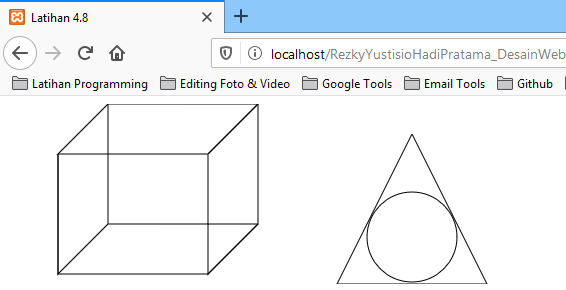 Latihan 4.8
localhost/RezkyYustisioHadiPratama_DesainWeb
Latihan Programming Editing Foto & Video Google Tools Email Tools Github